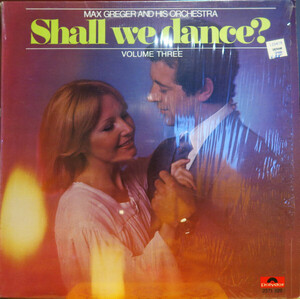 MAX GREGER AND HIS ORCHESTRA
Shall we dance?
VOLUME THREE
polydor